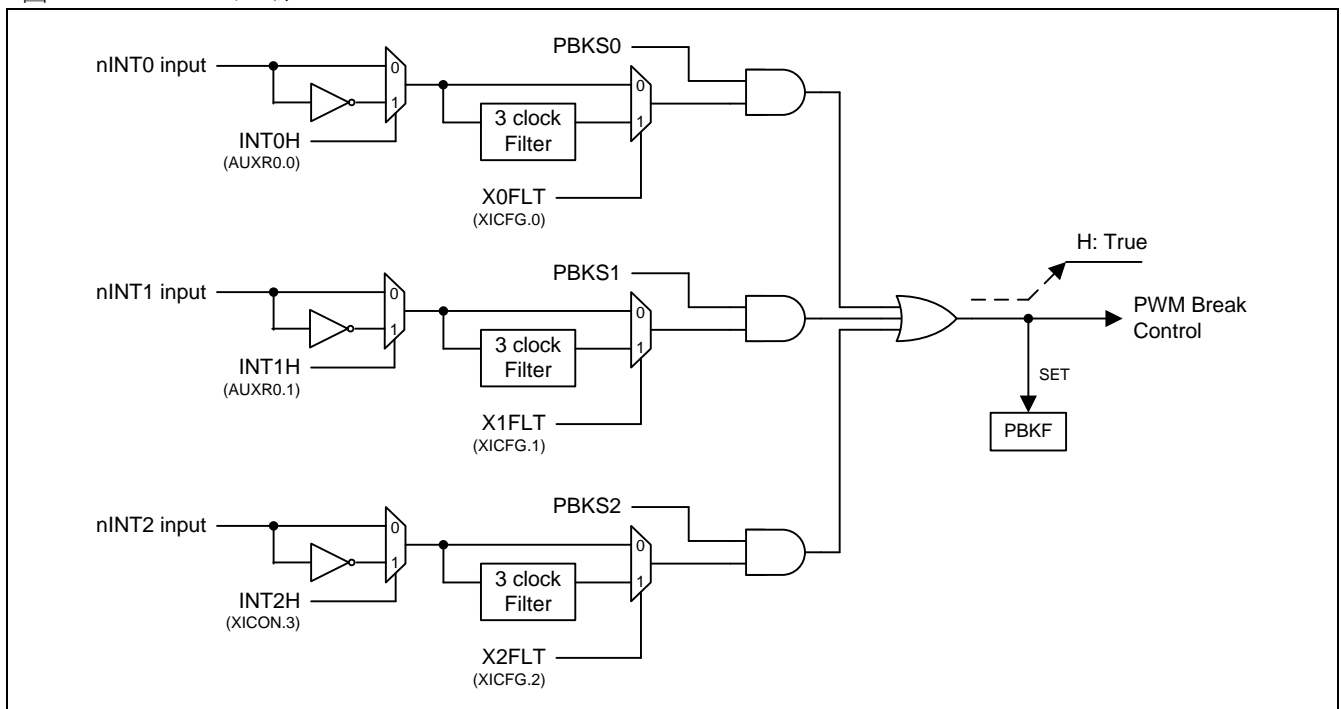 圖
nINT0 input
0
1
INT0H
(AUXR0.0)
3 clock
Filter
0
1
X0FLT
(XICFG.0)
PBKS0
nINT1 input
0
1
INT1H
(AUXR0.1)
3 clock
Filter
0
1
X1FLT
(XICFG.1)
PBKS1
nINT2 input
0
1
INT2H
(XICON.3)
3 clock
Filter
0
1
X2FLT
(XICFG.2)
PBKS2
H: True
PWM Break
Control
SET
PBKF